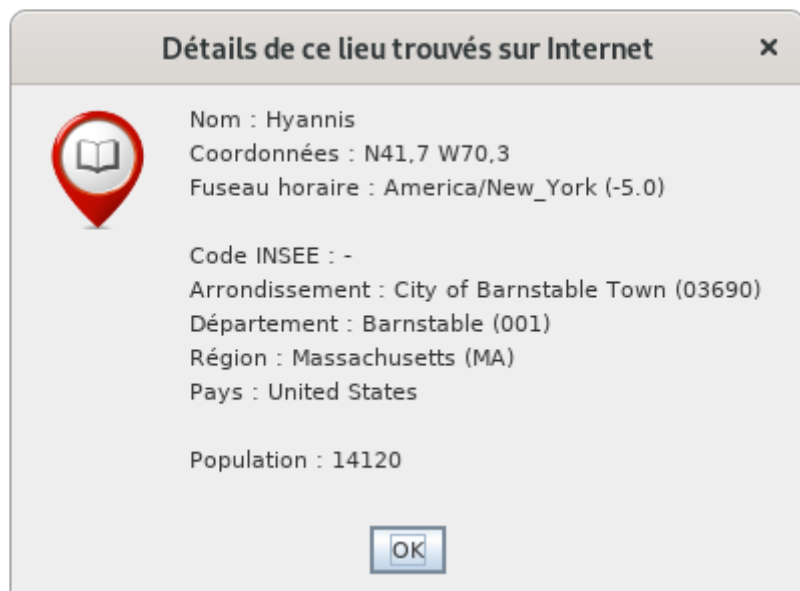 Détails de ce lieu trouvés sur Internet
Nom : Hyannis
Coordonnées : N41,7 W70,3
Fuseau horaire : America/New_York (-5.0)
Code INSEE : -
Arrondissement : City of Barnstable Town (03690)
Département : Barnstable (001)
Région : Massachusetts (MA)
Pays : United States
Population : 14120
OK